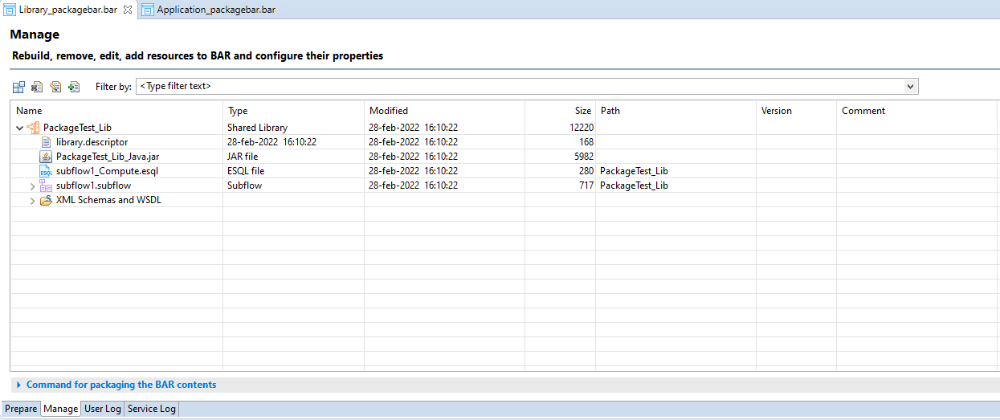 Library_packagebar.bar Application_packagebar.bar
Manage
Rebuild, remove, edit, add resources to BAR and configure their properties
Filter by: <Type filter text>
Name Type Modified Size Path Version Comment
PackageTest_Lib Shared Library 28-feb-2022 16:10:22 12220
library.descriptor 28-feb-2022 16:10:22 28-feb-2022 16:10:22 168
PackageTest_Lib_Java.jar JAR file 28-feb-2022 16:10:22 5982
ESQL subflow1_Compute.esql ESQL file 28-feb-2022 16:10:22 280 PackageTest_Lib
subflow1.subflow Subflow 28-feb-2022 16:10:22 717 PackageTest_Lib
XML Schemas and WSDL
Command for packaging the BAR contents
Prepare Manage User Log Service Log